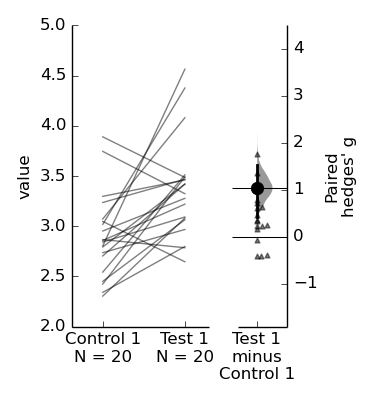 5.0
4.5
4.0
3.5
3.0
2.5
2.0
value
Control 1
N = 20
Test 1
N = 20
4
3
2
1
0
−1
Paired
hedges' g
Test 1
minus
Control 1